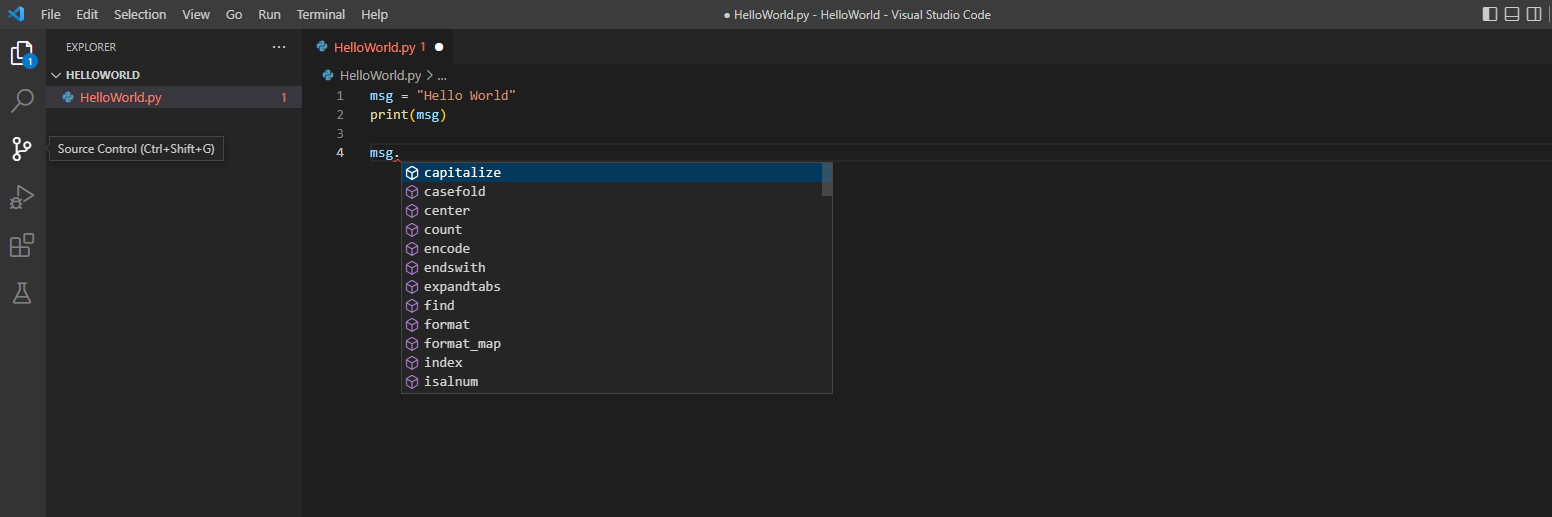 File Edit Selection View Go Run Terminal Help
● HelloWorld.py - HelloWorld - Visual Studio Code
1
EXPLORER ...
HELLOWORLD
HelloWorld.py 1
Source Control (Ctrl+Shift+G)
HelloWorld.py 1 ●
HelloWorld.py > ...
1 msg = "Hello World"
2 print(msg)
3
4 msg.
capitalize
casefold
center
count
encode
endswith
expandtabs
find
format
format_map
index
isalnum